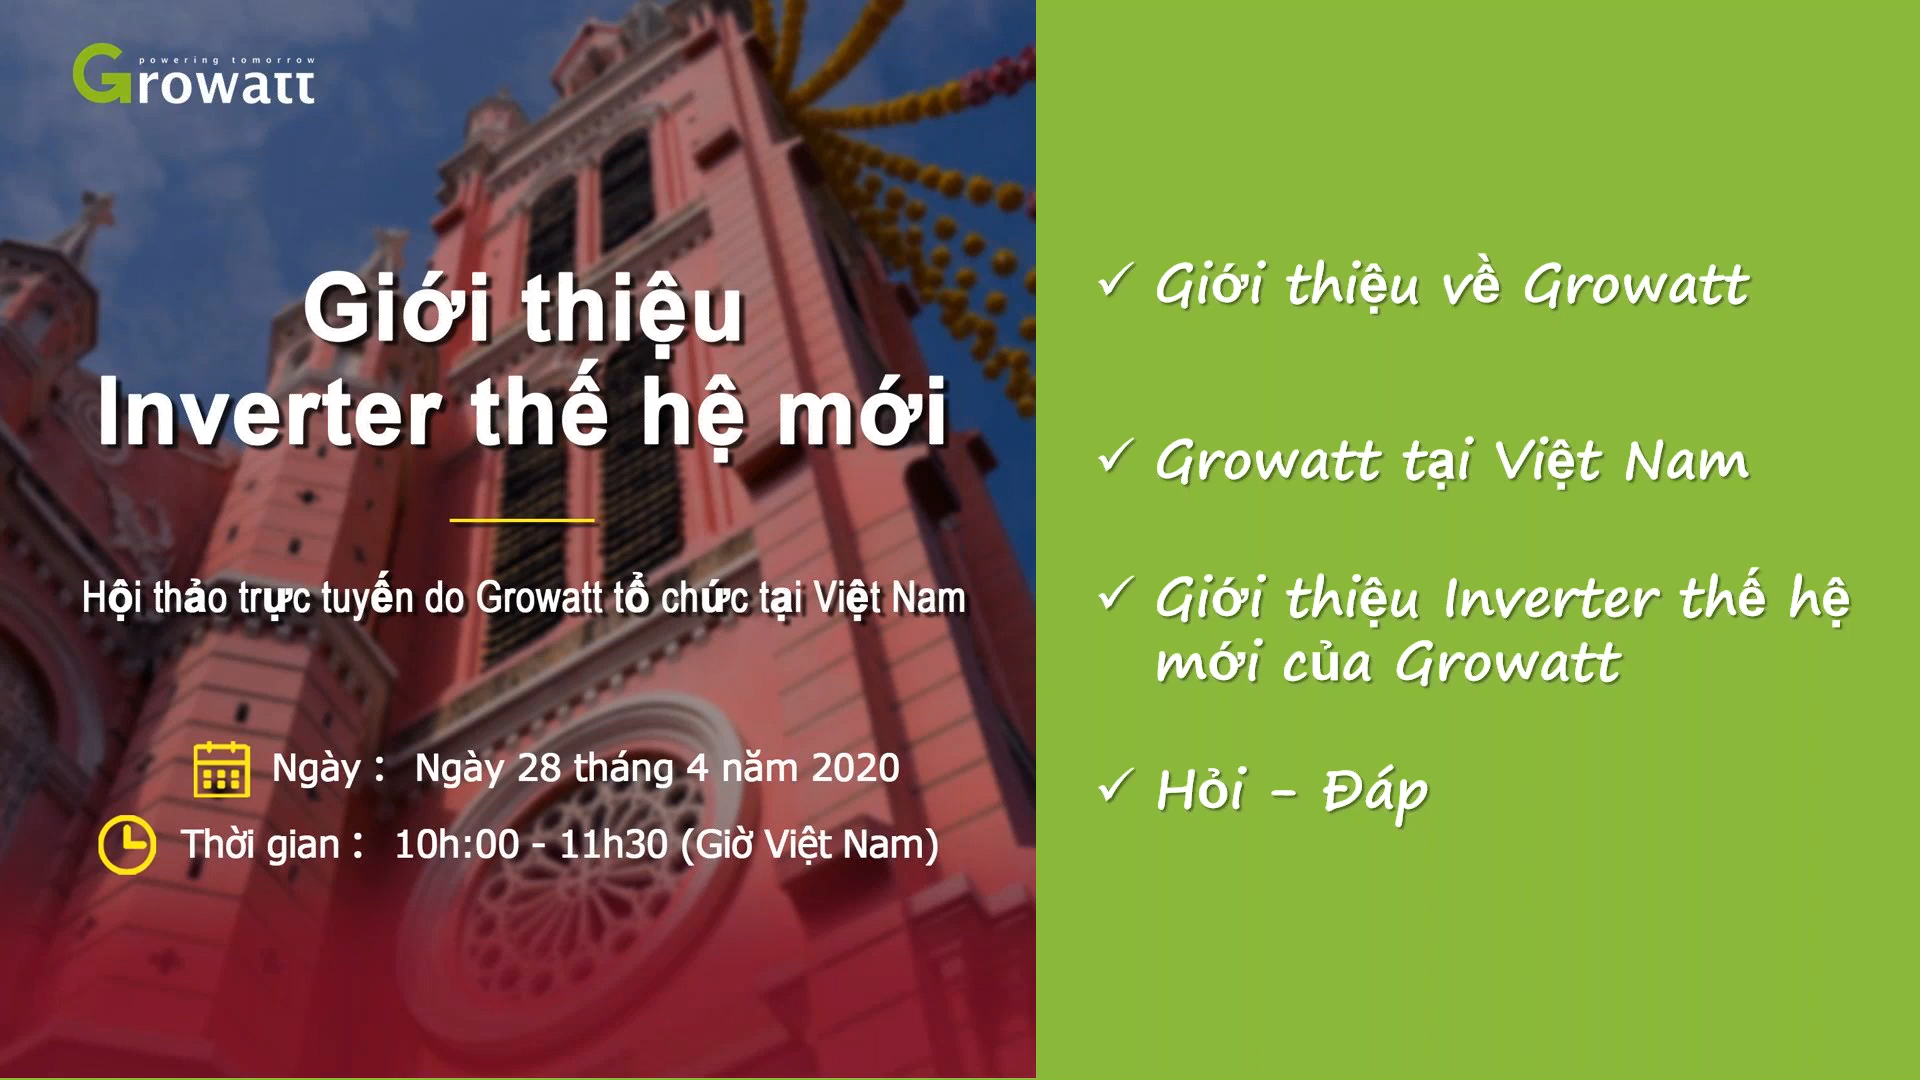 powering tomorrow
Growatt
Giới thiệu
Inverter thế hệ mới
Hội thảo trực tuyến do Growatt tổ chức tại Việt Nam
Ngày : Ngày 28 tháng 4 năm 2020
Thời gian : 10h:00 - 11h30 (Giờ Việt Nam)
✓ Giới thiệu về Growatt
✓ Growatt tại Việt Nam
✓ Giới thiệu Inverter thế hệ
mới của Growatt
✓ Hỏi - Đáp